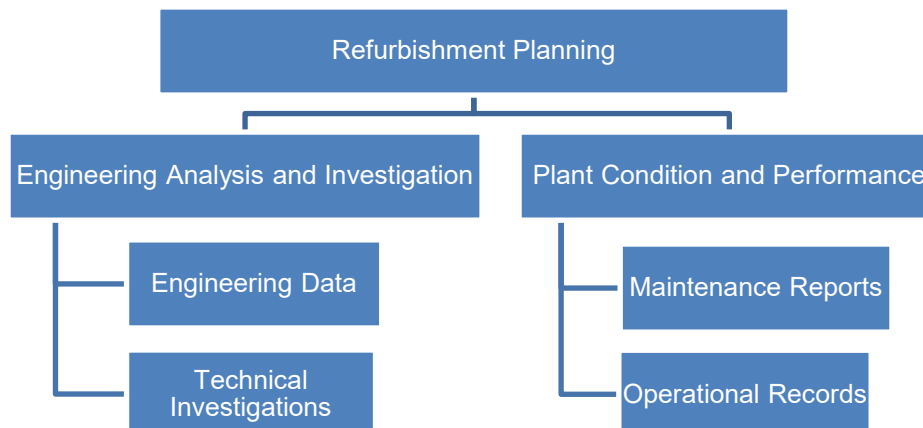 Refurbishment Planning
Engineering Analysis and Investigation
Plant Condition and Performance
Engineering Data
Maintenance Reports
Technical
Investigations
Operational Records